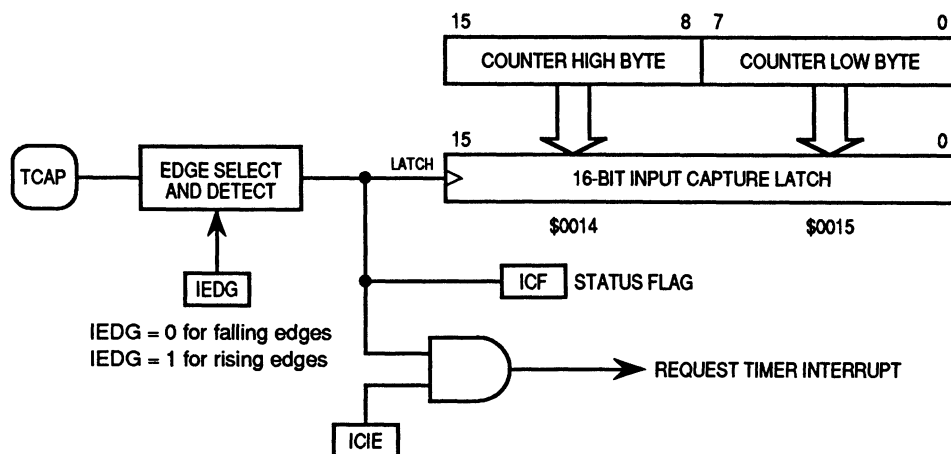 15 8 7 0
COUNTER HIGH BYTE COUNTER LOW BYTE
15 0
TCAP
EDGE SELECT
AND DETECT
LATCH
16-BIT INPUT CAPTURE LATCH
$0014 $0015
IEDG
ICF STATUS FLAG
IEDG = 0 for falling edges
IEDG = 1 for rising edges
REQUEST TIMER INTERRUPT
ICIE